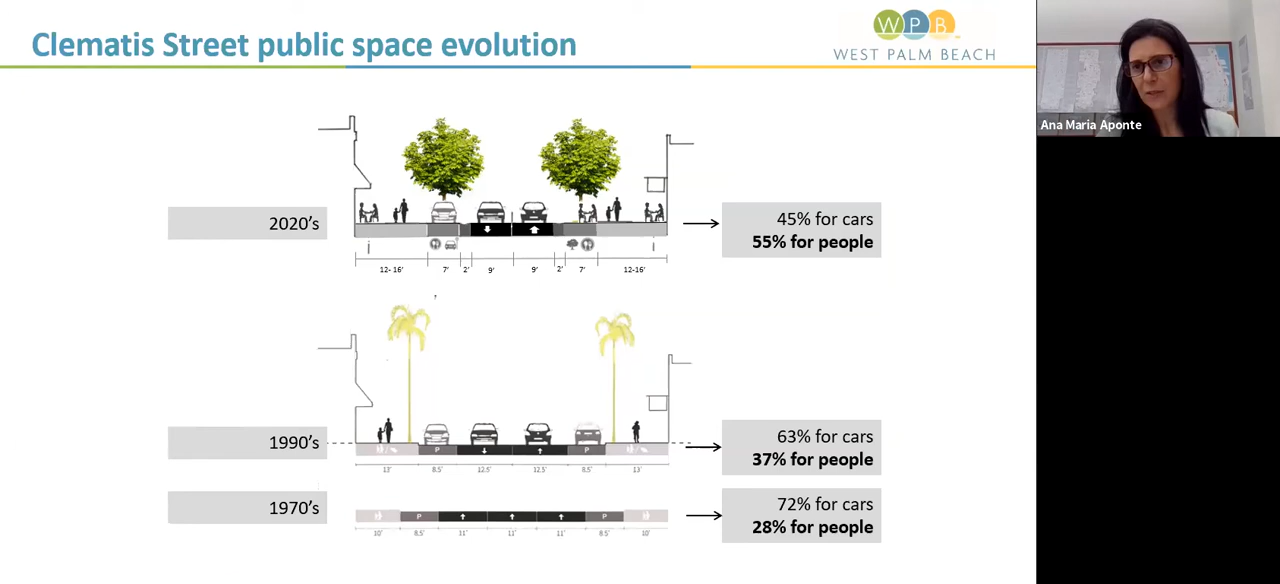 Clematis Street public space evolution
W P B
WEST PALM BEACH
Ana Maria Aponte
2020's
45% for cars
55% for people
12- 16' 7' 2' 9' 9' 2' 7' 12-16'
1990's
P P
63% for cars
37% for people
13' 8.5' 12.5' 12.5' 8.5' 13'
1970's
P P
72% for cars
28% for people
10' 8.5' 11' 11' 11' 8.5' 10'